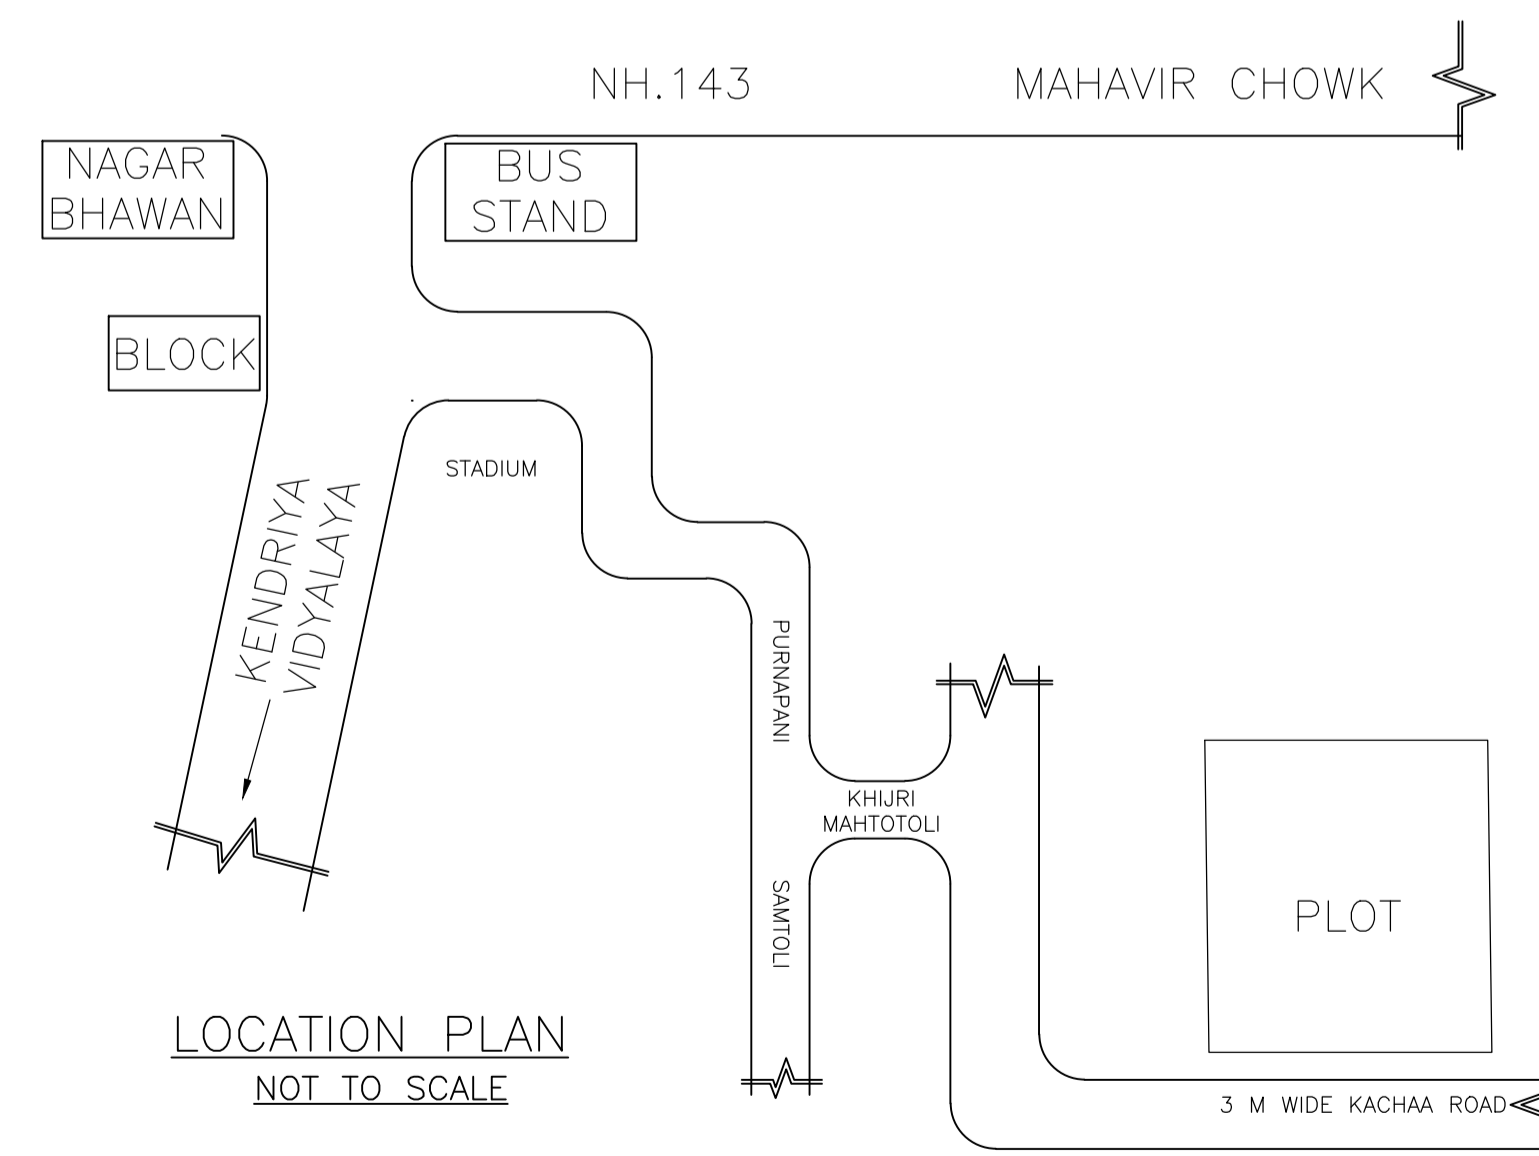 NH.143
MAHAVIR CHOWK
NAGAR
BHAWAN
BUS
STAND
BLOCK
STADIUM
KENDRIYA
VIDYALAYA
PURNAPANI
KHIJRI
MAHTOTOLI
SAMTOLI
PLOT
LOCATION PLAN
NOT TO SCALE
3 M WIDE KACHAA ROAD